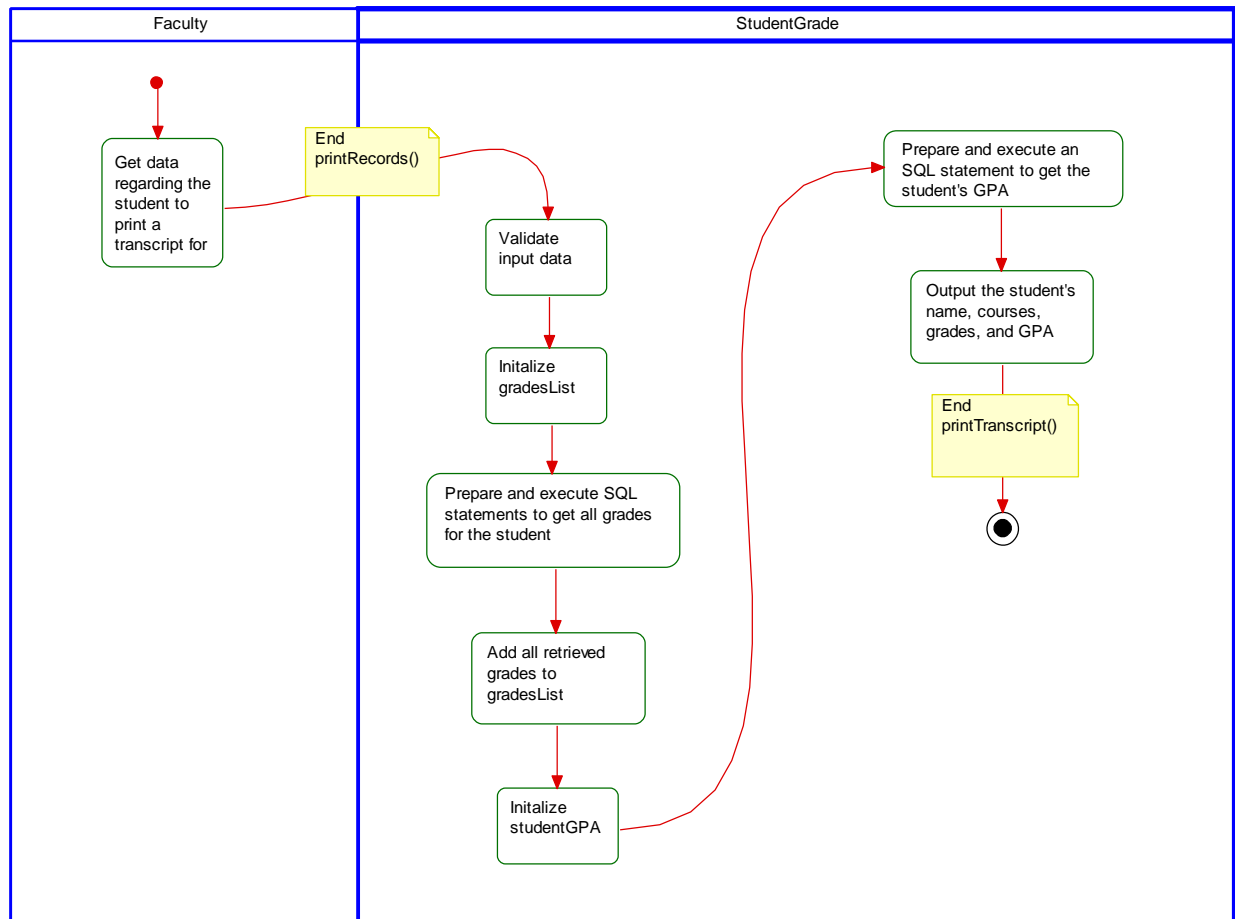 Faculty
StudentGrade
Get data
regarding the
student to
print a
transcript for
End
printRecords()
Validate
input data
Initalize
gradesList
Prepare and execute SQL
statements to get all grades
for the student
Add all retrieved
grades to
gradesList
Initalize
studentGPA
Prepare and execute an
SQL statement to get the
student's GPA
Output the student's
name, courses,
grades, and GPA
End
printTranscript()